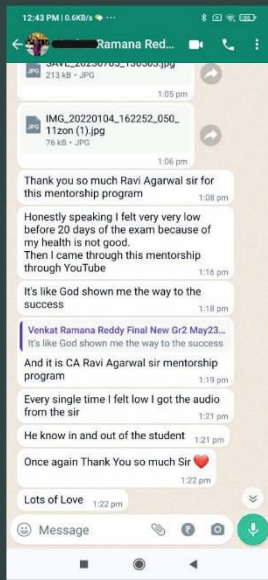 12:43 PM | 0.6KB/s
Ramana Red...
213 kB • JPG
1:05 pm
JPG
IMG_20220104_162252_050_
11zon (1).jpg
76 kB • JPG
1:06 pm
Thank you so much Ravi Agarwal sir for
this mentorship program
1:08 pm
Honestly speaking I felt very very low
before 20 days of the exam because of
my health is not good.
Then I came through this mentorship
through YouTube
1:16 pm
It's like God shown me the way to the
success
1:18 pm
Venkat Ramana Reddy Final New Gr2 May23...
It's like God shown me the way to the success
And it is CA Ravi Agarwal sir mentorship
program
1:19 pm
Every single time I felt low I got the audio
from the sir
1:21 pm
He know in and out of the student 1:21 pm
Once again Thank You so much Sir ❤️
1:22 pm
Lots of Love 1:22 pm
Message